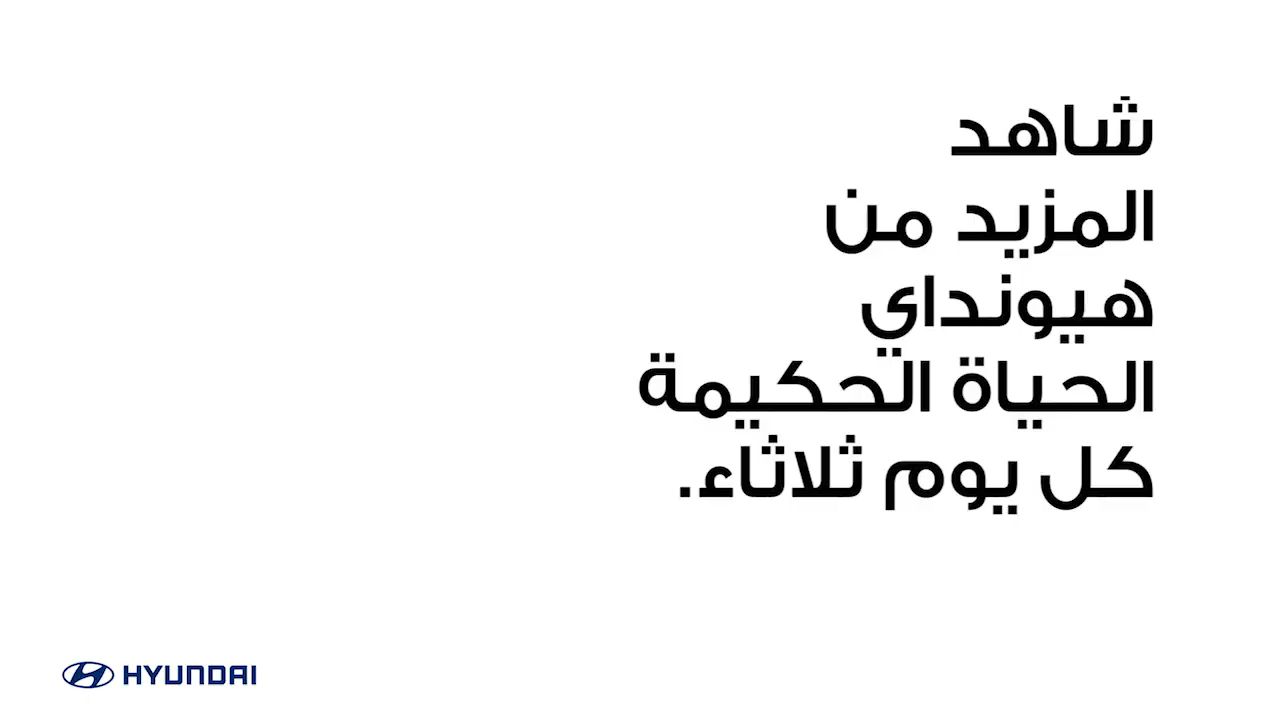 شاهد
المزيد من
هيونداي
الحياة الحكيمة
كل يوم ثلاثاء.
HYUNDAI